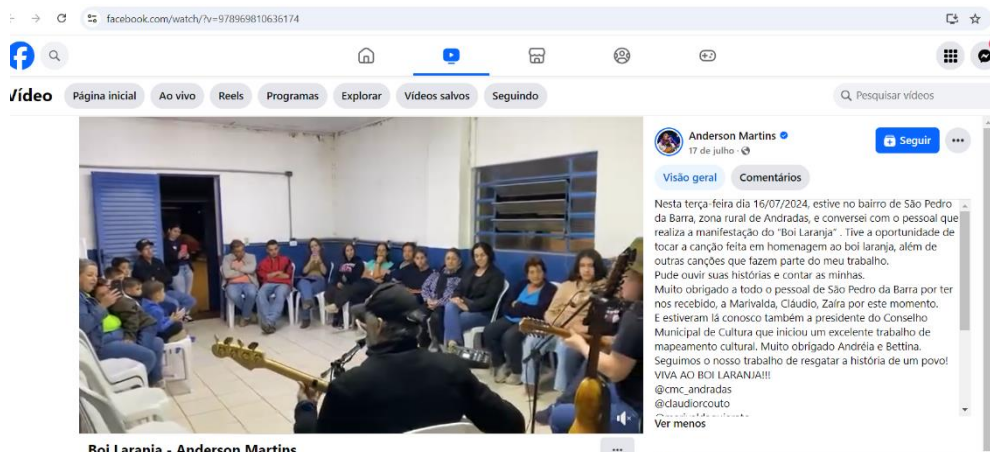 facebook.com/watch/?v=978969810636174
Vídeo
Página inicial
Ao vivo
Reels
Programas
Explorar
Vídeos salvos
Seguindo
Pesquisar vídeos
Anderson Martins
17 de julho
Seguir
Visão geral
Comentários
Nesta terça-feira dia 16/07/2024, estive no bairro de São Pedro
da Barra, zona rural de Andradas, e conversei com o pessoal que
realiza a manifestação do "Boi Laranja" . Tive a oportunidade de
tocar a canção feita em homenagem ao boi laranja, além de
outras canções que fazem parte do meu trabalho.
Pude ouvir suas histórias e contar as minhas.
Muito obrigado a todo o pessoal de São Pedro da Barra por ter
nos recebido, a Marivalda, Cláudio, Zaíra por este momento.
E estiveram lá conosco também a presidente do Conselho
Municipal de Cultura que iniciou um excelente trabalho de
mapeamento cultural. Muito obrigado Andréia e Bettina.
Seguimos o nosso trabalho de resgatar a história de um povo!
VIVA AO BOI LARANJA!!!
@cmc_andradas
@claudiorcouto
Ver menos
Boi Laranja - Anderson Martins